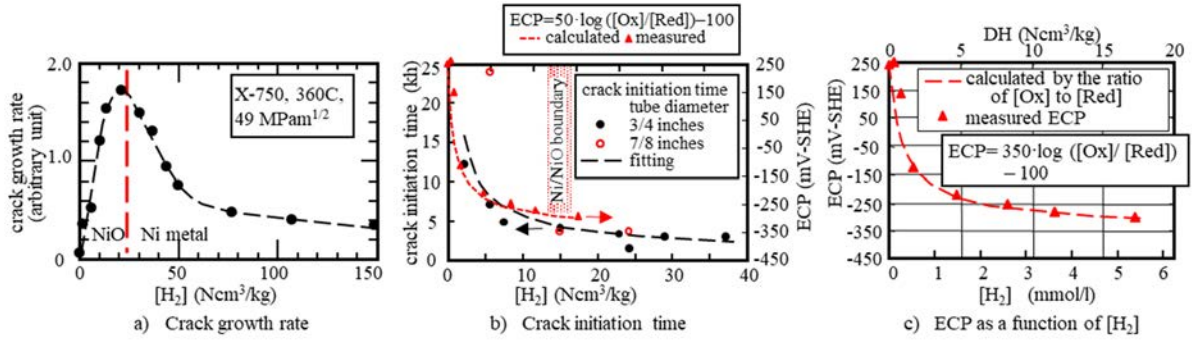 2.0
1.0
0
crack growth rate
(arbitrary unit)
X-750, 360C,
49 MPam1/2
NiO
Ni metal
0
50
100
150
[H2] (Ncm3/kg)
a) Crack growth rate
ECP=50·log ([Ox]/[Red])−100
calculated
measured
25
20
15
10
5
0
crack initiation time (kh)
crack initiation time
tube diameter
3/4 inches
7/8 inches
fitting
Ni/NiO boundary
250
150
50
-50
-150
-250
-350
-450
ECP (mV-SHE)
0
10
20
30
40
[H2] (Ncm3/kg)
b) Crack initiation time
DH (Ncm3/kg)
0
5
10
15
20
250
150
50
-50
-150
-250
-350
-450
ECP (mV-SHE)
calculated by the ratio
of [Ox] to [Red]
measured ECP
ECP= 350·log ([Ox]/ [Red])
−100
0
1
2
3
4
5
6
[H2] (mmol/l)
c) ECP as a function of [H2]